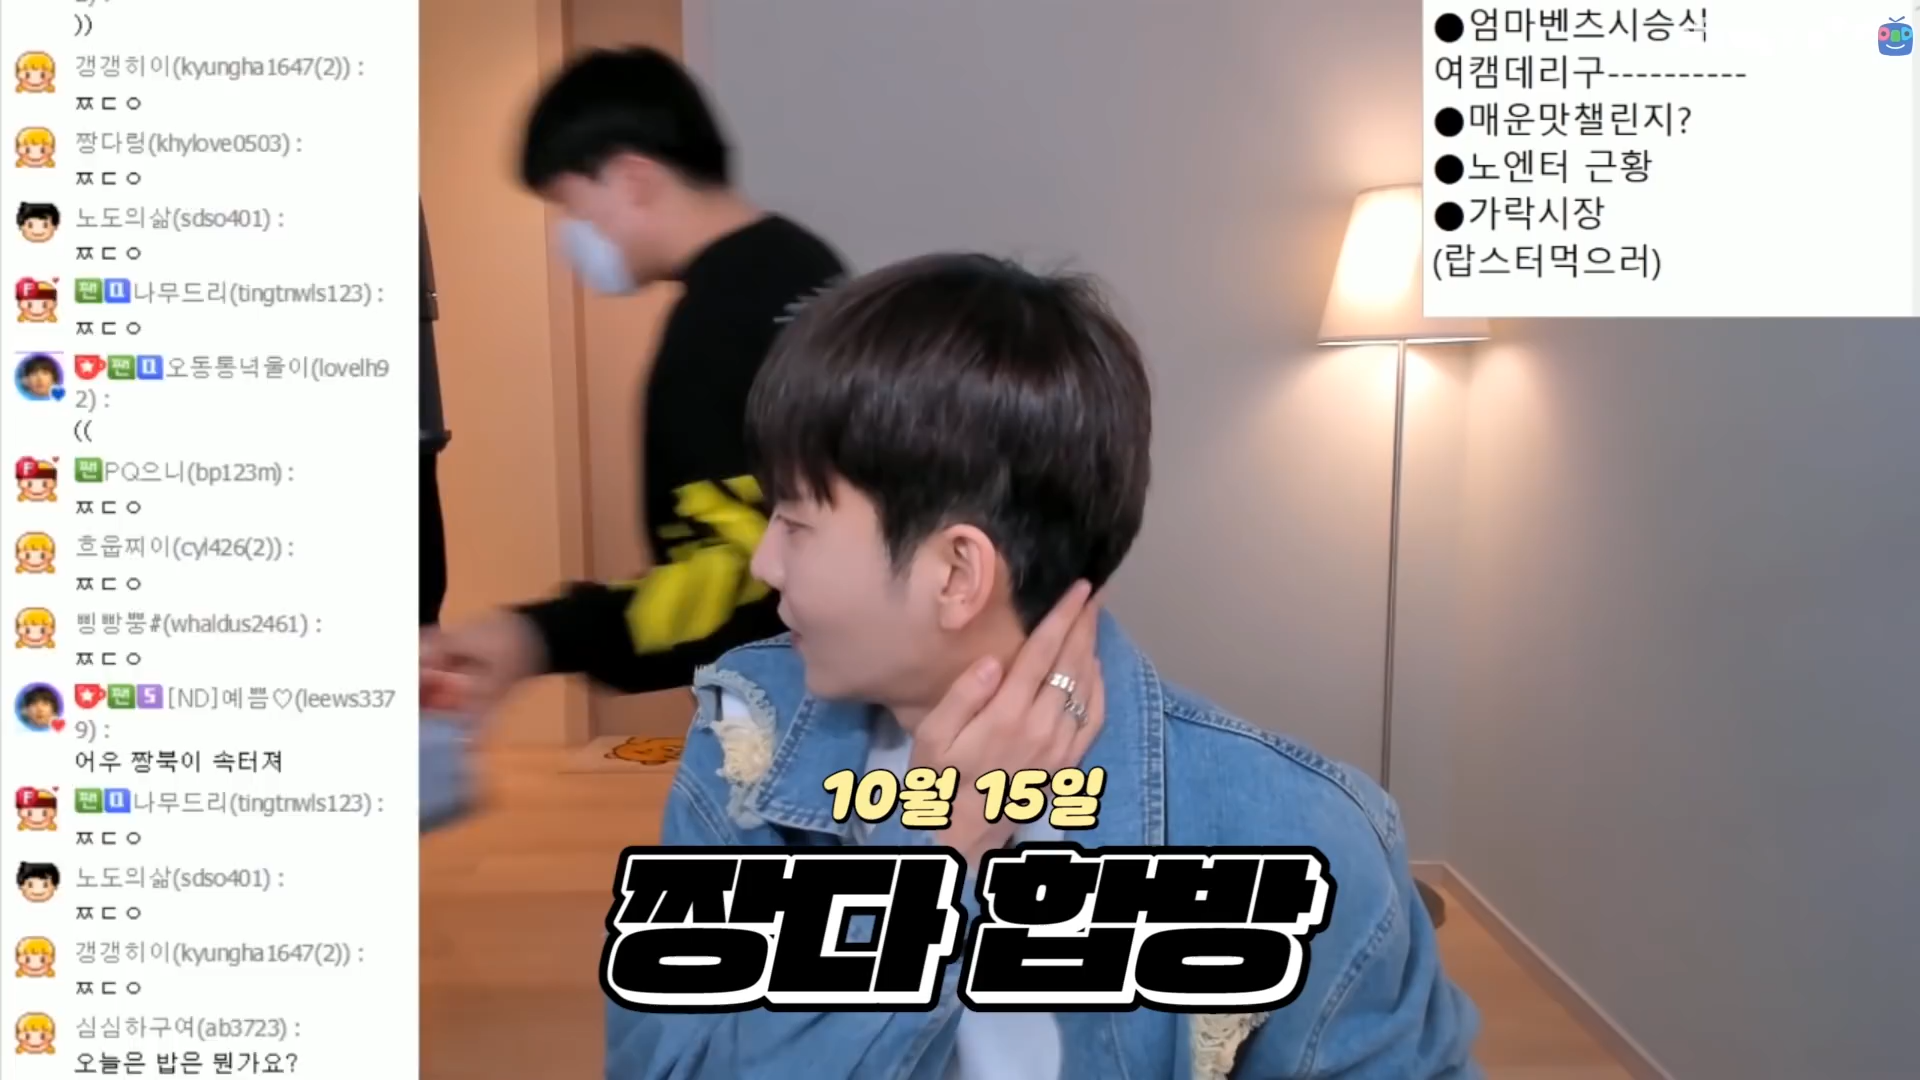 ))
갱갱히이(kyungha1647(2)) :
ㅉㄷㅇ
짱다령(khylove0503) :
ㅉㄷㅇ
노도의삶(sdso401) :
ㅉㄷㅇ
팬 나무드리(tingtnwls123) :
ㅉㄷㅇ
팬 오동통넉울이(lovelh9
2) :
((
팬 PQ으니(bp123m) :
ㅉㄷㅇ
흐웁찌이(cyl426(2)) :
ㅉㄷㅇ
삥빵뿡#(whaldus2461) :
ㅉㄷㅇ
팬 S [ND]예쁨♡(leews337
9) :
어우 짱북이 속터져
팬 나무드리(tingtnwls123) :
ㅉㄷㅇ
노도의삶(sdso401) :
ㅉㄷㅇ
갱갱히이(kyungha1647(2)) :
ㅉㄷㅇ
심심하구여(ab3723) :
오늘은 밥은 뭔가요?
●엄마벤츠시승식
여캠데리구----------
●매운맛챌린지?
●노엔터 근황
●가락시장
(랍스터먹으러)
10월 15일
짱다 합방